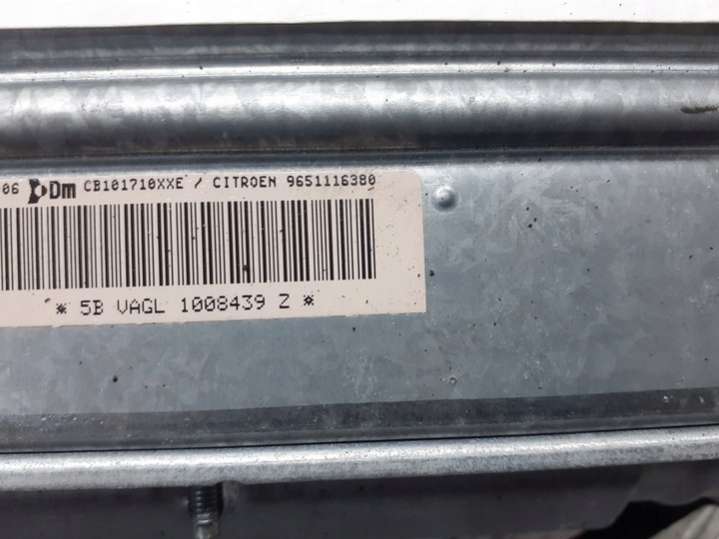 06 Dm CB101710XXE / CITROEN 9651116380
* 5B VAGL 1008439 Z *